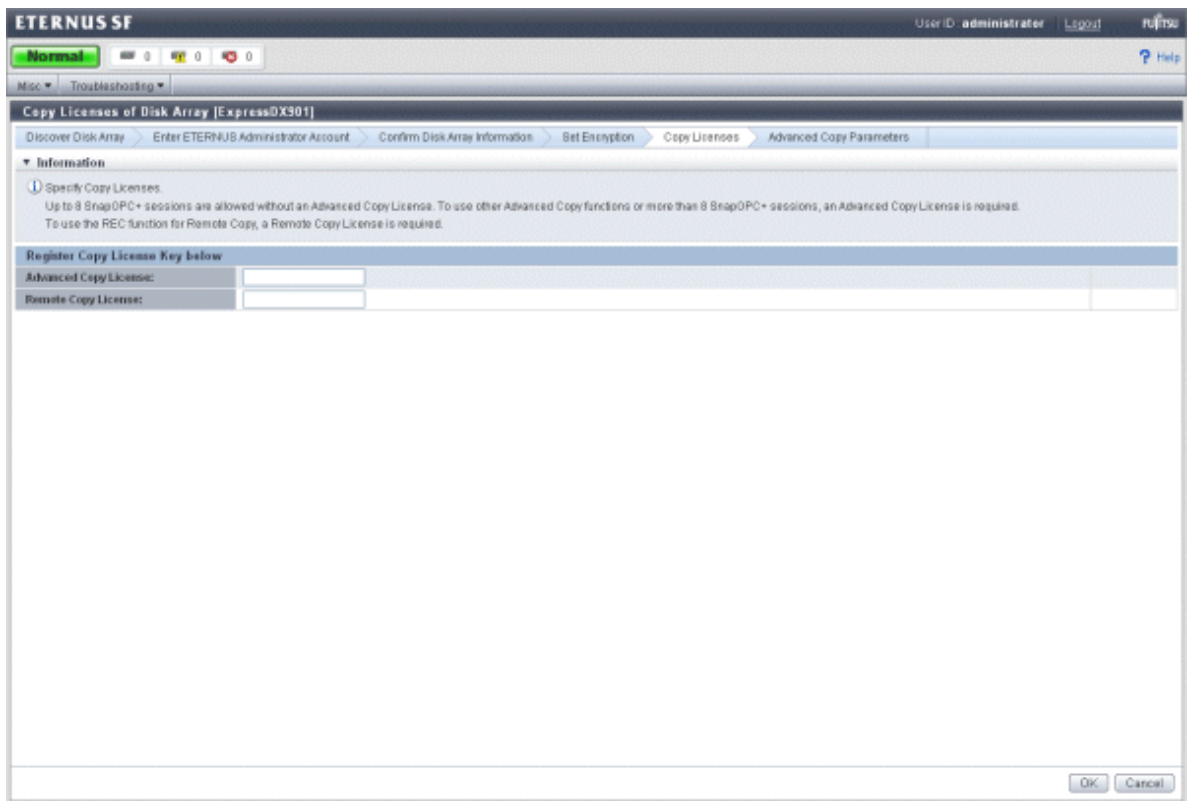 ETERNUS SF UserID administrator Logout FUJITSU
Normal 0 0 0 ? Help
Misc Troubleshooting
Copy Licenses of Disk Array [ExpressDX901]
Discover Disk Array Enter ETERNUS Administrator Account Confirm Disk Array Information Set Encryption Copy Licenses Advanced Copy Parameters
Information
Specify Copy Licenses.
Up to 8 SnapOPC+ sessions are allowed without an Advanced Copy License. To use other Advanced Copy functions or more than 8 SnapOPC+ sessions, an Advanced Copy License is required.
To use the REC function for Remote Copy, a Remote Copy License is required.
Register Copy License Key below
Advanced Copy License:
Remote Copy License:
OK Cancel